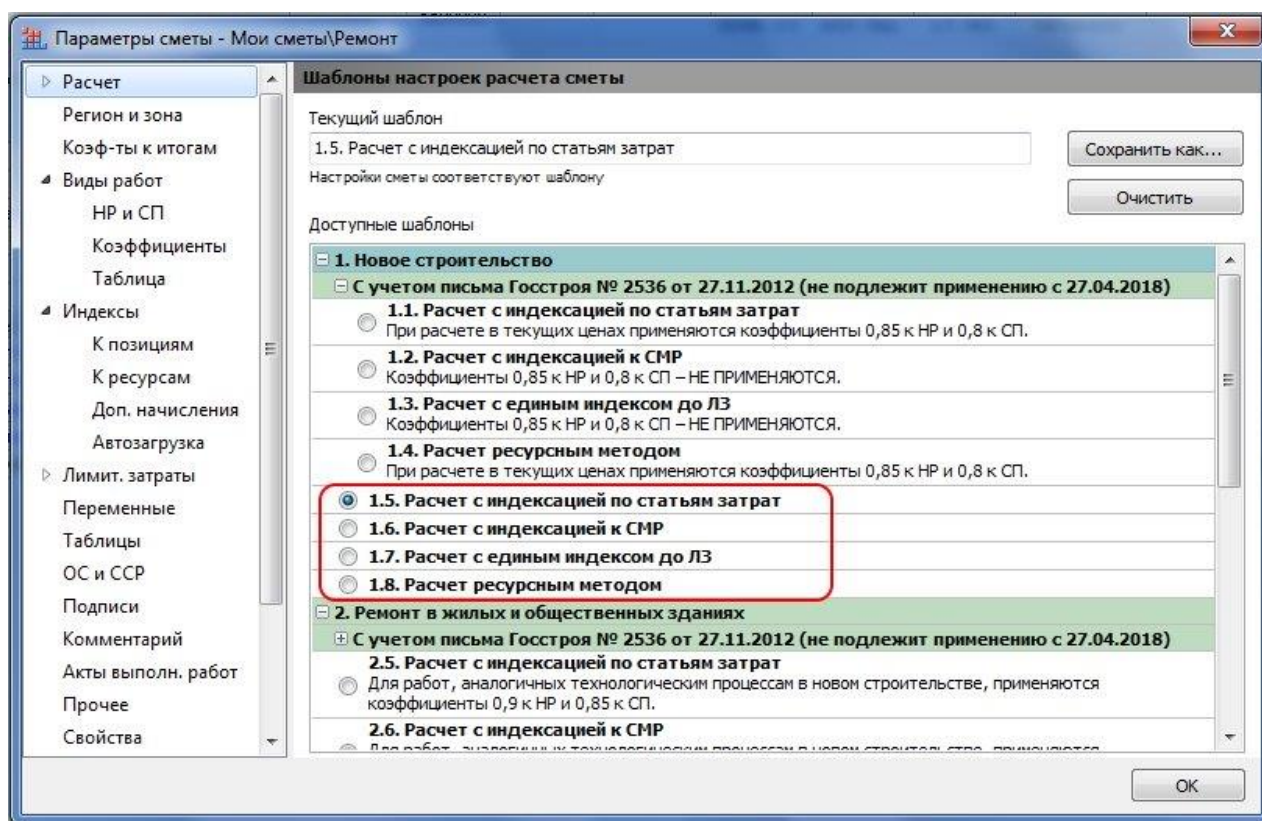 Параметры сметы - Мои сметы\Ремонт
Расчет
Регион и зона
Коэф-ты к итогам
Виды работ
НР и СП
Коэффициенты
Таблица
Индексы
К позициям
К ресурсам
Доп. начисления
Автозагрузка
Лимит. затраты
Переменные
Таблицы
ОС и ССР
Подписи
Комментарий
Акты выполн. работ
Прочее
Свойства
Шаблоны настроек расчета сметы
Текущий шаблон
1.5. Расчет с индексацией по статьям затрат
Сохранить как...
Настройки сметы соответствуют шаблону
Очистить
Доступные шаблоны
1. Новое строительство
С учетом письма Госстроя № 2536 от 27.11.2012 (не подлежит применению с 27.04.2018)
1.1. Расчет с индексацией по статьям затрат
При расчете в текущих ценах применяются коэффициенты 0,85 к НР и 0,8 к СП.
1.2. Расчет с индексацией к СМР
Коэффициенты 0,85 к НР и 0,8 к СП – НЕ ПРИМЕНЯЮТСЯ.
1.3. Расчет с единым индексом до ЛЗ
Коэффициенты 0,85 к НР и 0,8 к СП – НЕ ПРИМЕНЯЮТСЯ.
1.4. Расчет ресурсным методом
При расчете в текущих ценах применяются коэффициенты 0,85 к НР и 0,8 к СП.
1.5. Расчет с индексацией по статьям затрат
1.6. Расчет с индексацией к СМР
1.7. Расчет с единым индексом до ЛЗ
1.8. Расчет ресурсным методом
2. Ремонт в жилых и общественных зданиях
С учетом письма Госстроя № 2536 от 27.11.2012 (не подлежит применению с 27.04.2018)
2.5. Расчет с индексацией по статьям затрат
Для работ, аналогичных технологическим процессам в новом строительстве, применяются
коэффициенты 0,9 к НР и 0,85 к СП.
2.6. Расчет с индексацией к СМР
Для работ, аналогичных технологическим процессам в новом строительстве, применяются
OK